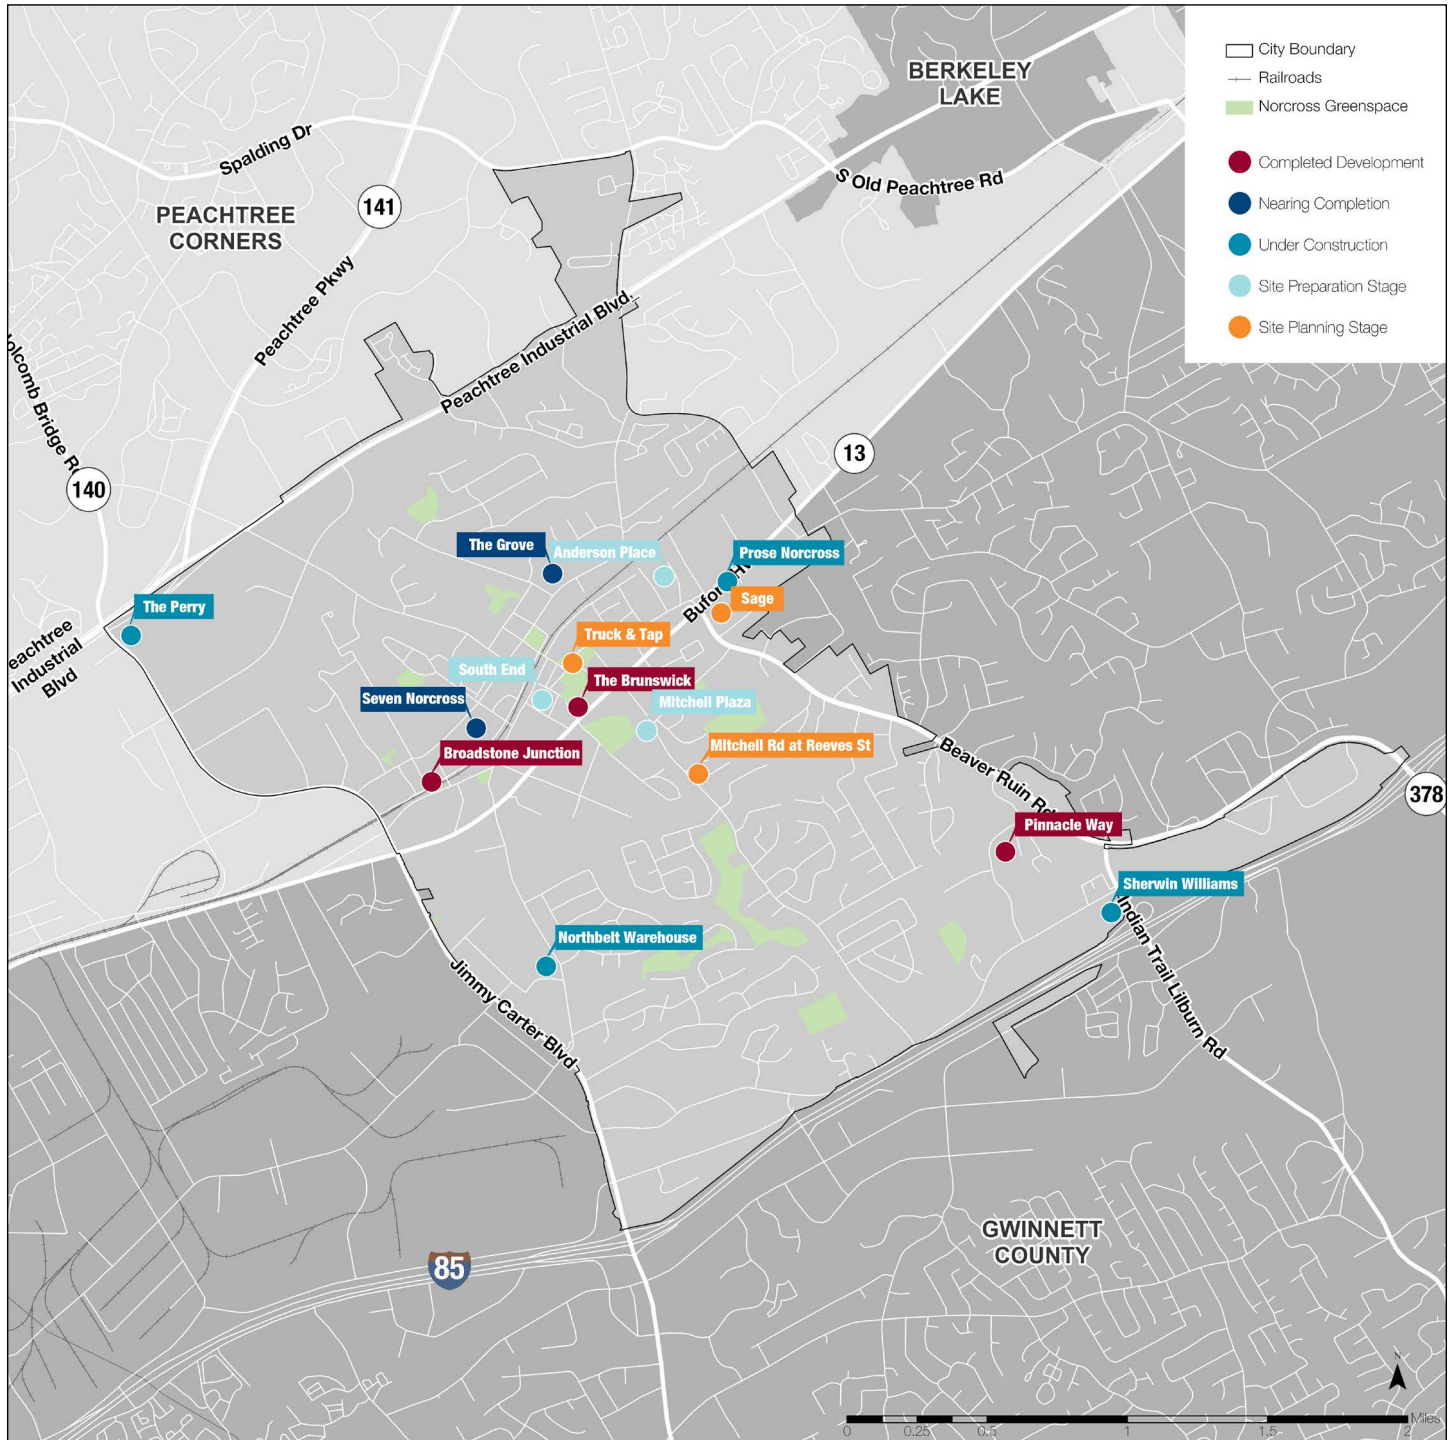 BERKELEY
LAKE
City Boundary
Railroads
Norcross Greenspace
Completed Development
Nearing Completion
Under Construction
Site Preparation Stage
Site Planning Stage
Spalding Dr
S Old Peachtree Rd
141
PEACHTREE
CORNERS
Peachtree Pkwy
Peachtree Industrial Blvd.
13
140
The Grove
Anderson Place
Prose Norcross
Sage
The Perry
eachtree
Industrial
Blvd
Truck & Tap
South End
The Brunswick
Seven Norcross
Mitchell Plaza
Broadstone Junction
Mitchell Rd at Reeves St
Beaver Ruin Rd
378
Pinnacle Way
Sherwin Williams
Northbelt Warehouse
Indian Trail Lilburn Rd
Jimmy Carter Blvd
GWINNETT
COUNTY
85
N
Miles
0 0.25 0.5 1 1.5 2